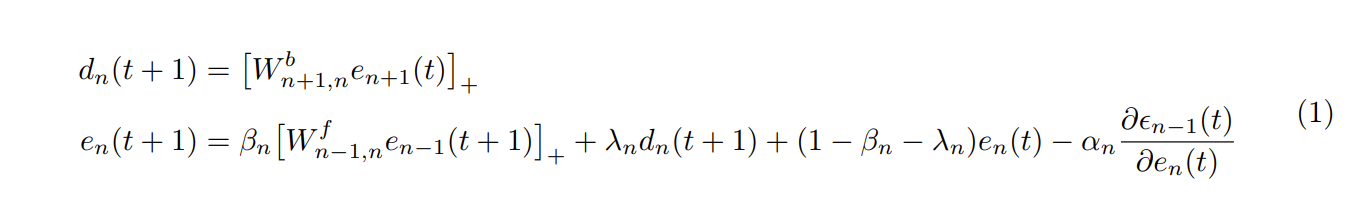 d_n(t + 1) = [W^b_{n+1,n} e_{n+1}(t)]_+
e_n(t + 1) = β_n[W^f_{n−1,n} e_{n−1}(t + 1)]_+ + λ_n d_n(t + 1) + (1 − β_n − λ_n)e_n(t) − α_n \frac{∂ϵ_{n−1}(t)}{∂e_n(t)} (1)